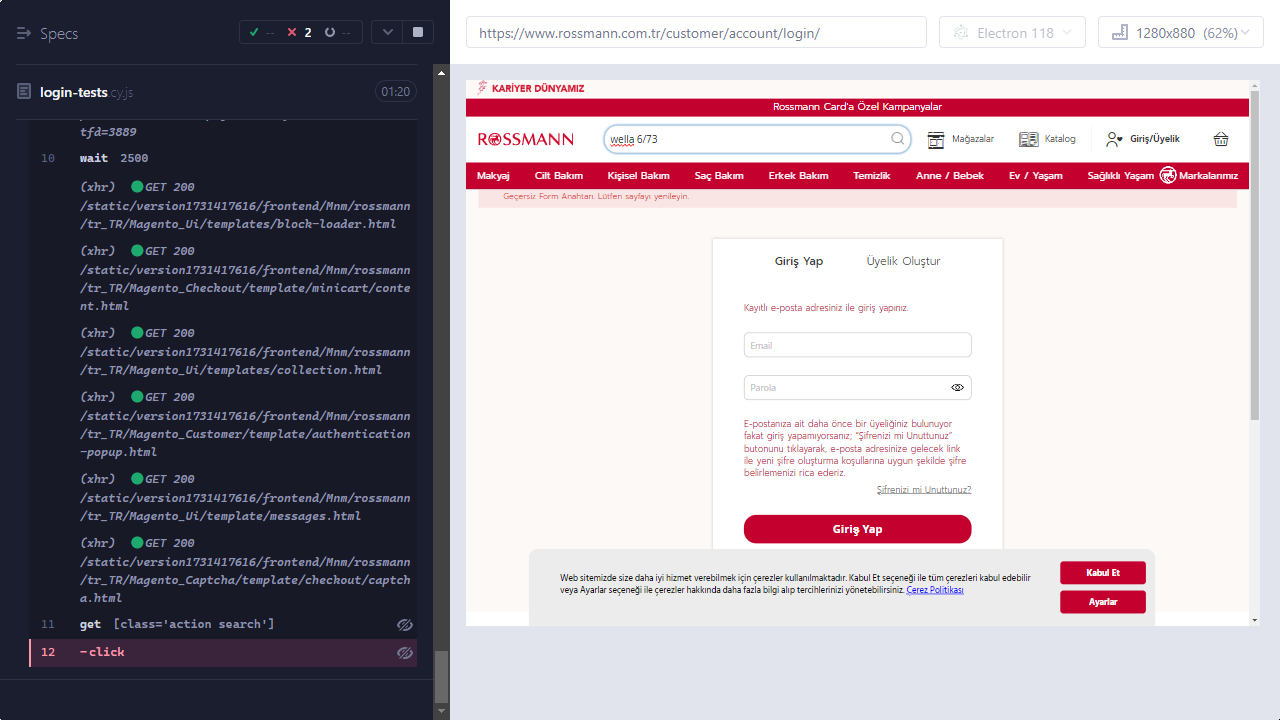 Specs
--
2
--
login-tests.cy.js
01:20
tfd=3889
10 wait 2500
(xhr) GET 200
/static/version1731417616/frontend/Mnm/rossmann
/tr_TR/Magento_Ui/templates/block-loader.html
(xhr) GET 200
/static/version1731417616/frontend/Mnm/rossmann
/tr_TR/Magento_Checkout/template/minicart/conte
nt.html
(xhr) GET 200
/static/version1731417616/frontend/Mnm/rossmann
/tr_TR/Magento_Ui/templates/collection.html
(xhr) GET 200
/static/version1731417616/frontend/Mnm/rossmann
/tr_TR/Magento_Customer/template/authentication
-popup.html
(xhr) GET 200
/static/version1731417616/frontend/Mnm/rossmann
/tr_TR/Magento_Ui/template/messages.html
(xhr) GET 200
/static/version1731417616/frontend/Mnm/rossmann
/tr_TR/Magento_Captcha/template/checkout/captch
a.html
11 get [class='action search']
12 -click
https://www.rossmann.com.tr/customer/account/login/
Electron 118
1280x880 (62%)
KARİYER DÜNYAMIZ
Rossmann Card'a Özel Kampanyalar
ROSSMANN
wella 6/73
Mağazalar
Katalog
Giriş/Üyelik
Makyaj Cilt Bakım Kişisel Bakım Saç Bakım Erkek Bakım Temizlik Anne / Bebek Ev / Yaşam Sağlıklı Yaşam Markalarımız
Geçersiz Form Anahtarı. Lütfen sayfayı yenileyin.
Giriş Yap Üyelik Oluştur
Kayıtlı e-posta adresiniz ile giriş yapınız.
Email
Parola
E-postanıza ait daha önce bir üyeliğiniz bulunuyor
fakat giriş yapamıyorsanız; "Şifrenizi mi Unuttunuz"
butonunu tıklayarak, e-posta adresinize gelecek link
ile yeni şifre oluşturma koşullarına uygun şekilde şifre
belirlemenizi rica ederiz.
Şifrenizi mi Unuttunuz?
Giriş Yap
Web sitemizde size daha iyi hizmet verebilmek için çerezler kullanılmaktadır. Kabul Et seçeneği ile tüm çerezleri kabul edebilir
veya Ayarlar seçeneği ile çerezler hakkında daha fazla bilgi alıp tercihlerinizi yönetebilirsiniz. Çerez Politikası
Kabul Et
Ayarlar